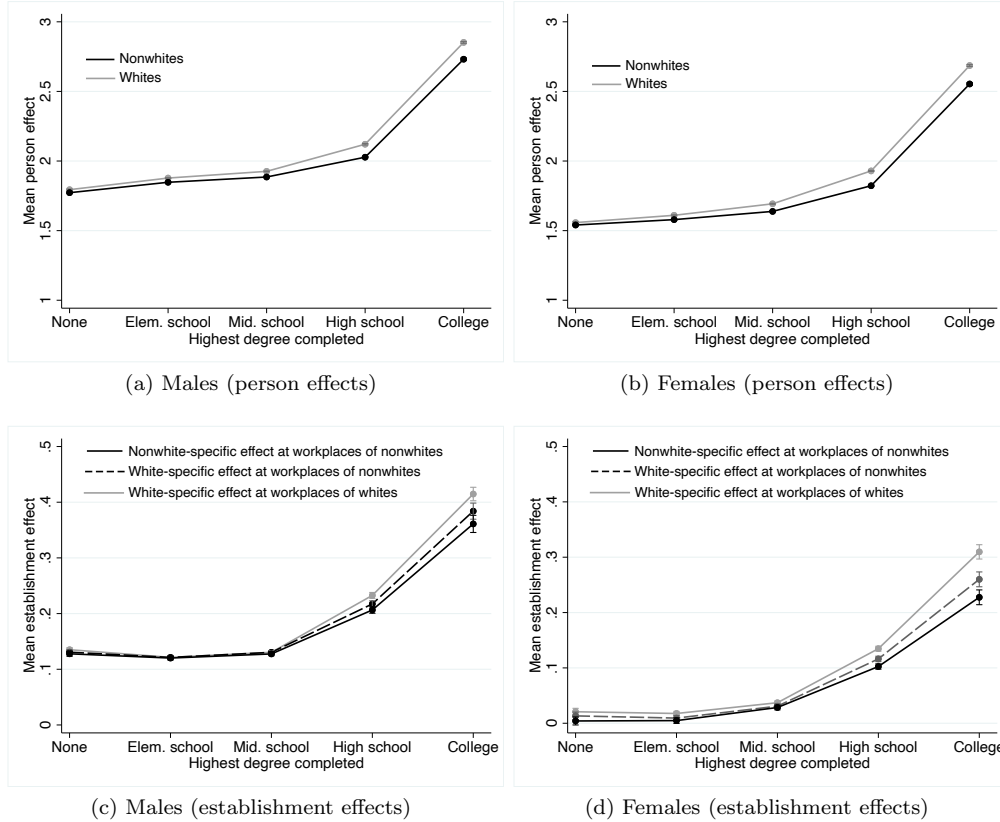 Mean person effect
3
2.5
2
1.5
1
Nonwhites
Whites
None Elem. school Mid. school High school College
Highest degree completed
(a) Males (person effects)
Mean person effect
3
2.5
2
1.5
1
Nonwhites
Whites
None Elem. school Mid. school High school College
Highest degree completed
(b) Females (person effects)
Mean establishment effect
.5
.4
.3
.2
.1
0
Nonwhite-specific effect at workplaces of nonwhites
White-specific effect at workplaces of nonwhites
White-specific effect at workplaces of whites
None Elem. school Mid. school High school College
Highest degree completed
(c) Males (establishment effects)
Mean establishment effect
.5
.4
.3
.2
.1
0
Nonwhite-specific effect at workplaces of nonwhites
White-specific effect at workplaces of nonwhites
White-specific effect at workplaces of whites
None Elem. school Mid. school High school College
Highest degree completed
(d) Females (establishment effects)